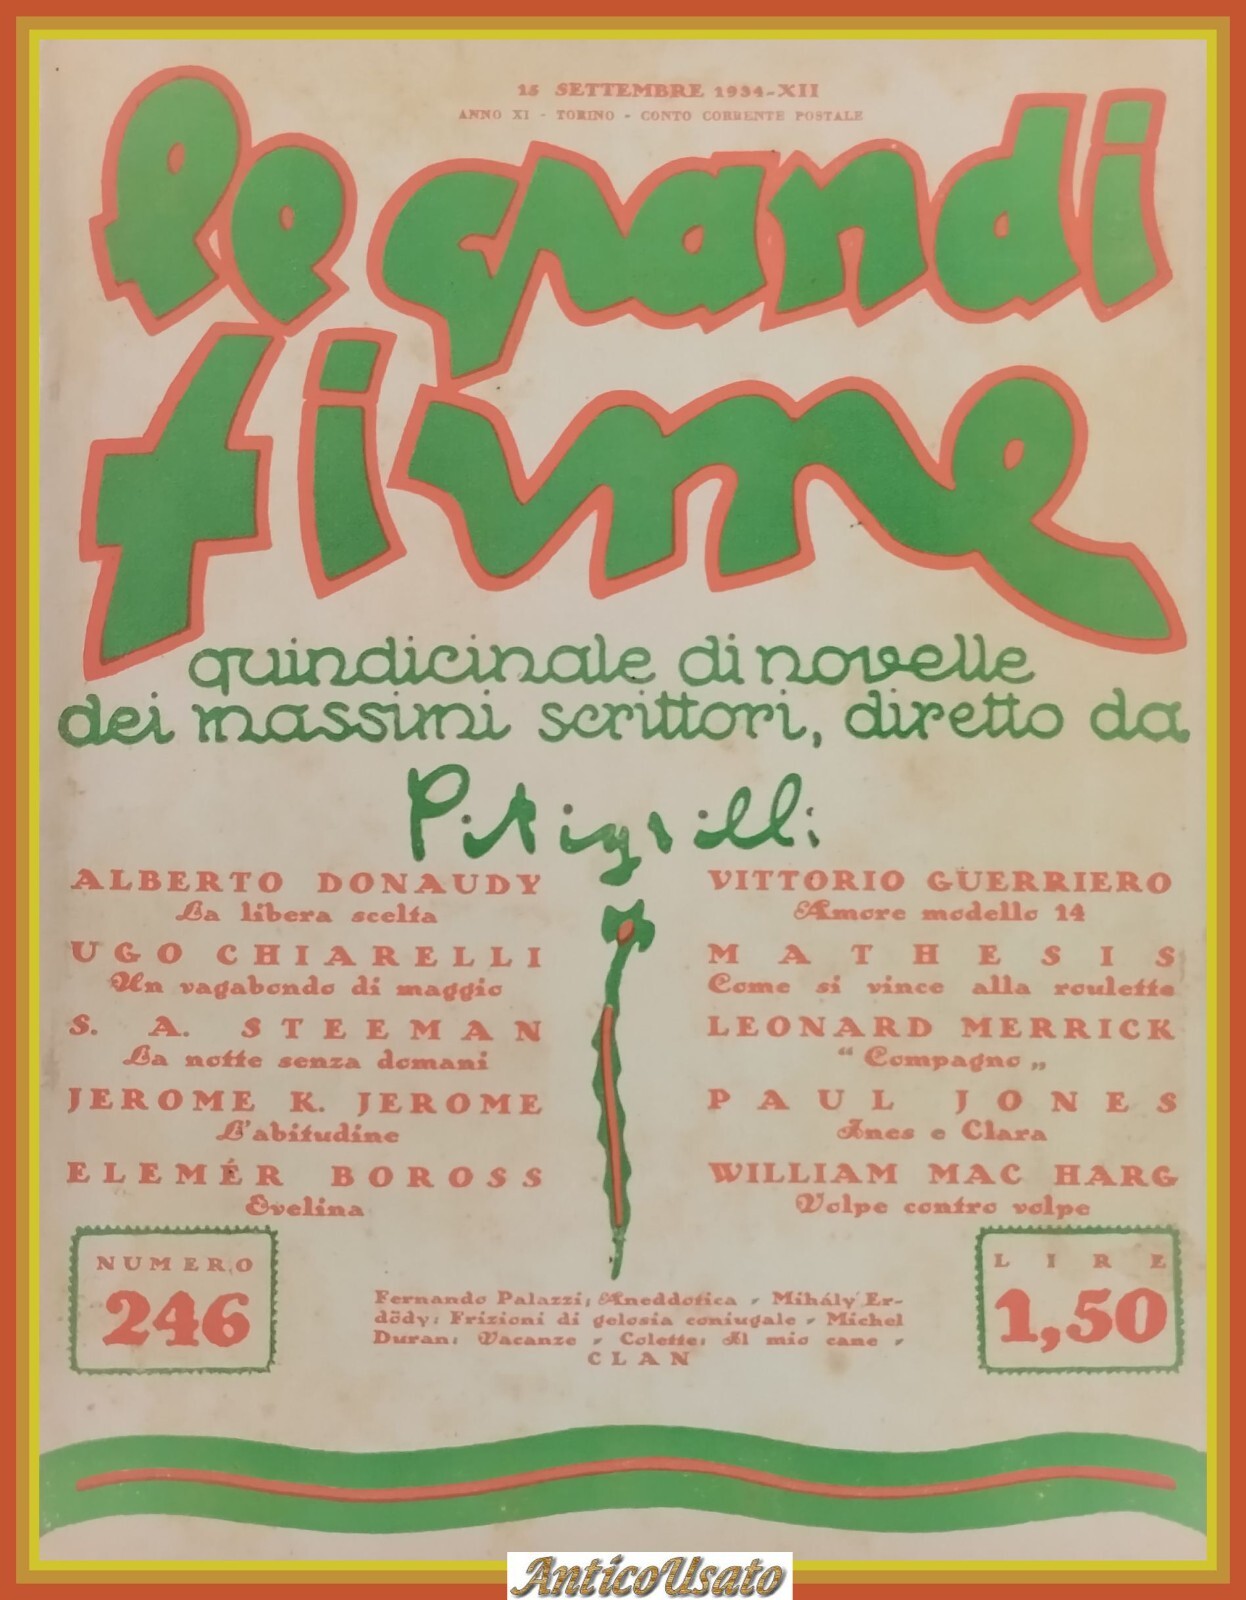 15 SETTEMBRE 1934-XII
ANNO XI - TORINO - CONTO CORRENTE POSTALE
le grandi
firme
quindicinale di novelle
dei massimi scrittori, diretto da
Pitigrilli
ALBERTO DONAUDY
La libera scelta
UGO CHIARELLI
Un vagabondo di maggio
S. A. STEEMAN
La notte senza domani
JEROME K. JEROME
L'abitudine
ELEMÉR BOROSS
Evelina
VITTORIO GUERRIERO
Amore modello 14
MATHESIS
Come si vince alla roulette
LEONARD MERRICK
“ Compagno „
PAUL JONES
Ines e Clara
WILLIAM MAC HARG
Volpe contro volpe
NUMERO
246
Fernando Palazzi: Aneddotica - Mihály Er-
dödy: Frizioni di gelosia coniugale - Michel
Duran: Vacanze - Colette: Il mio cane -
CLAN
LIRE
1,50
AnticoUsato